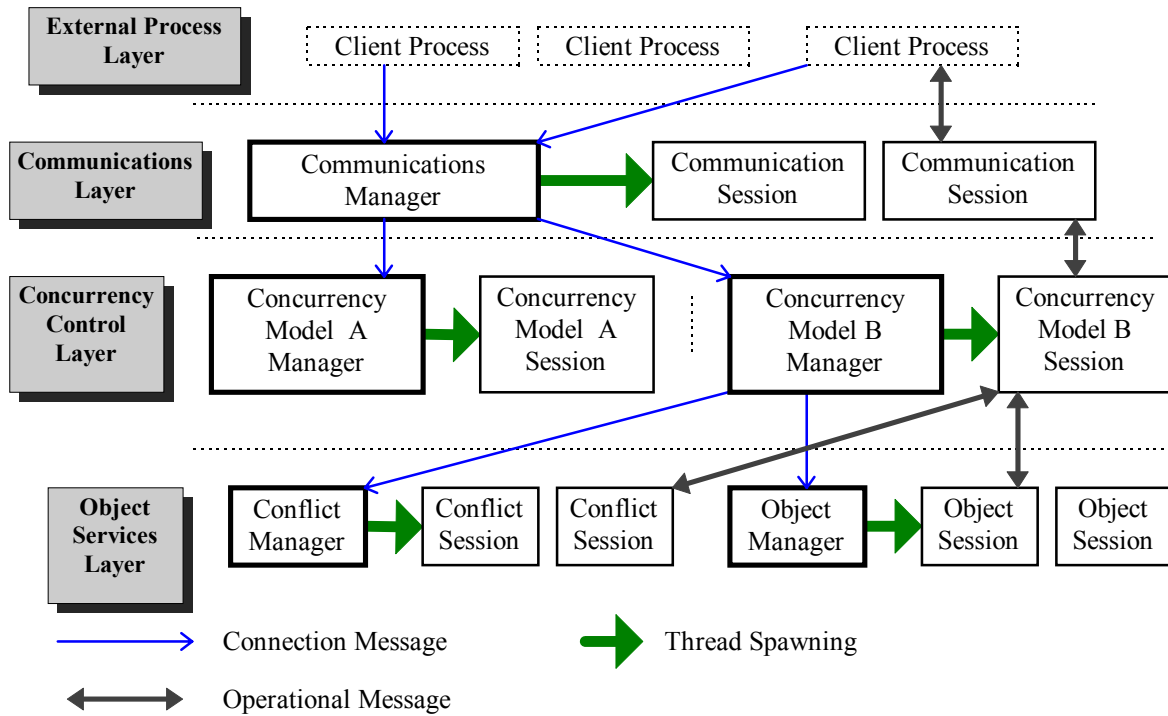 External Process
Layer
Client Process
Client Process
Client Process
Communications
Layer
Communications
Manager
Communication
Session
Communication
Session
Concurrency
Control
Layer
Concurrency
Model A
Manager
Concurrency
Model A
Session
Concurrency
Model B
Manager
Concurrency
Model B
Session
Object
Services
Layer
Conflict
Manager
Conflict
Session
Conflict
Session
Object
Manager
Object
Session
Object
Session
Connection Message
Thread Spawning
Operational Message